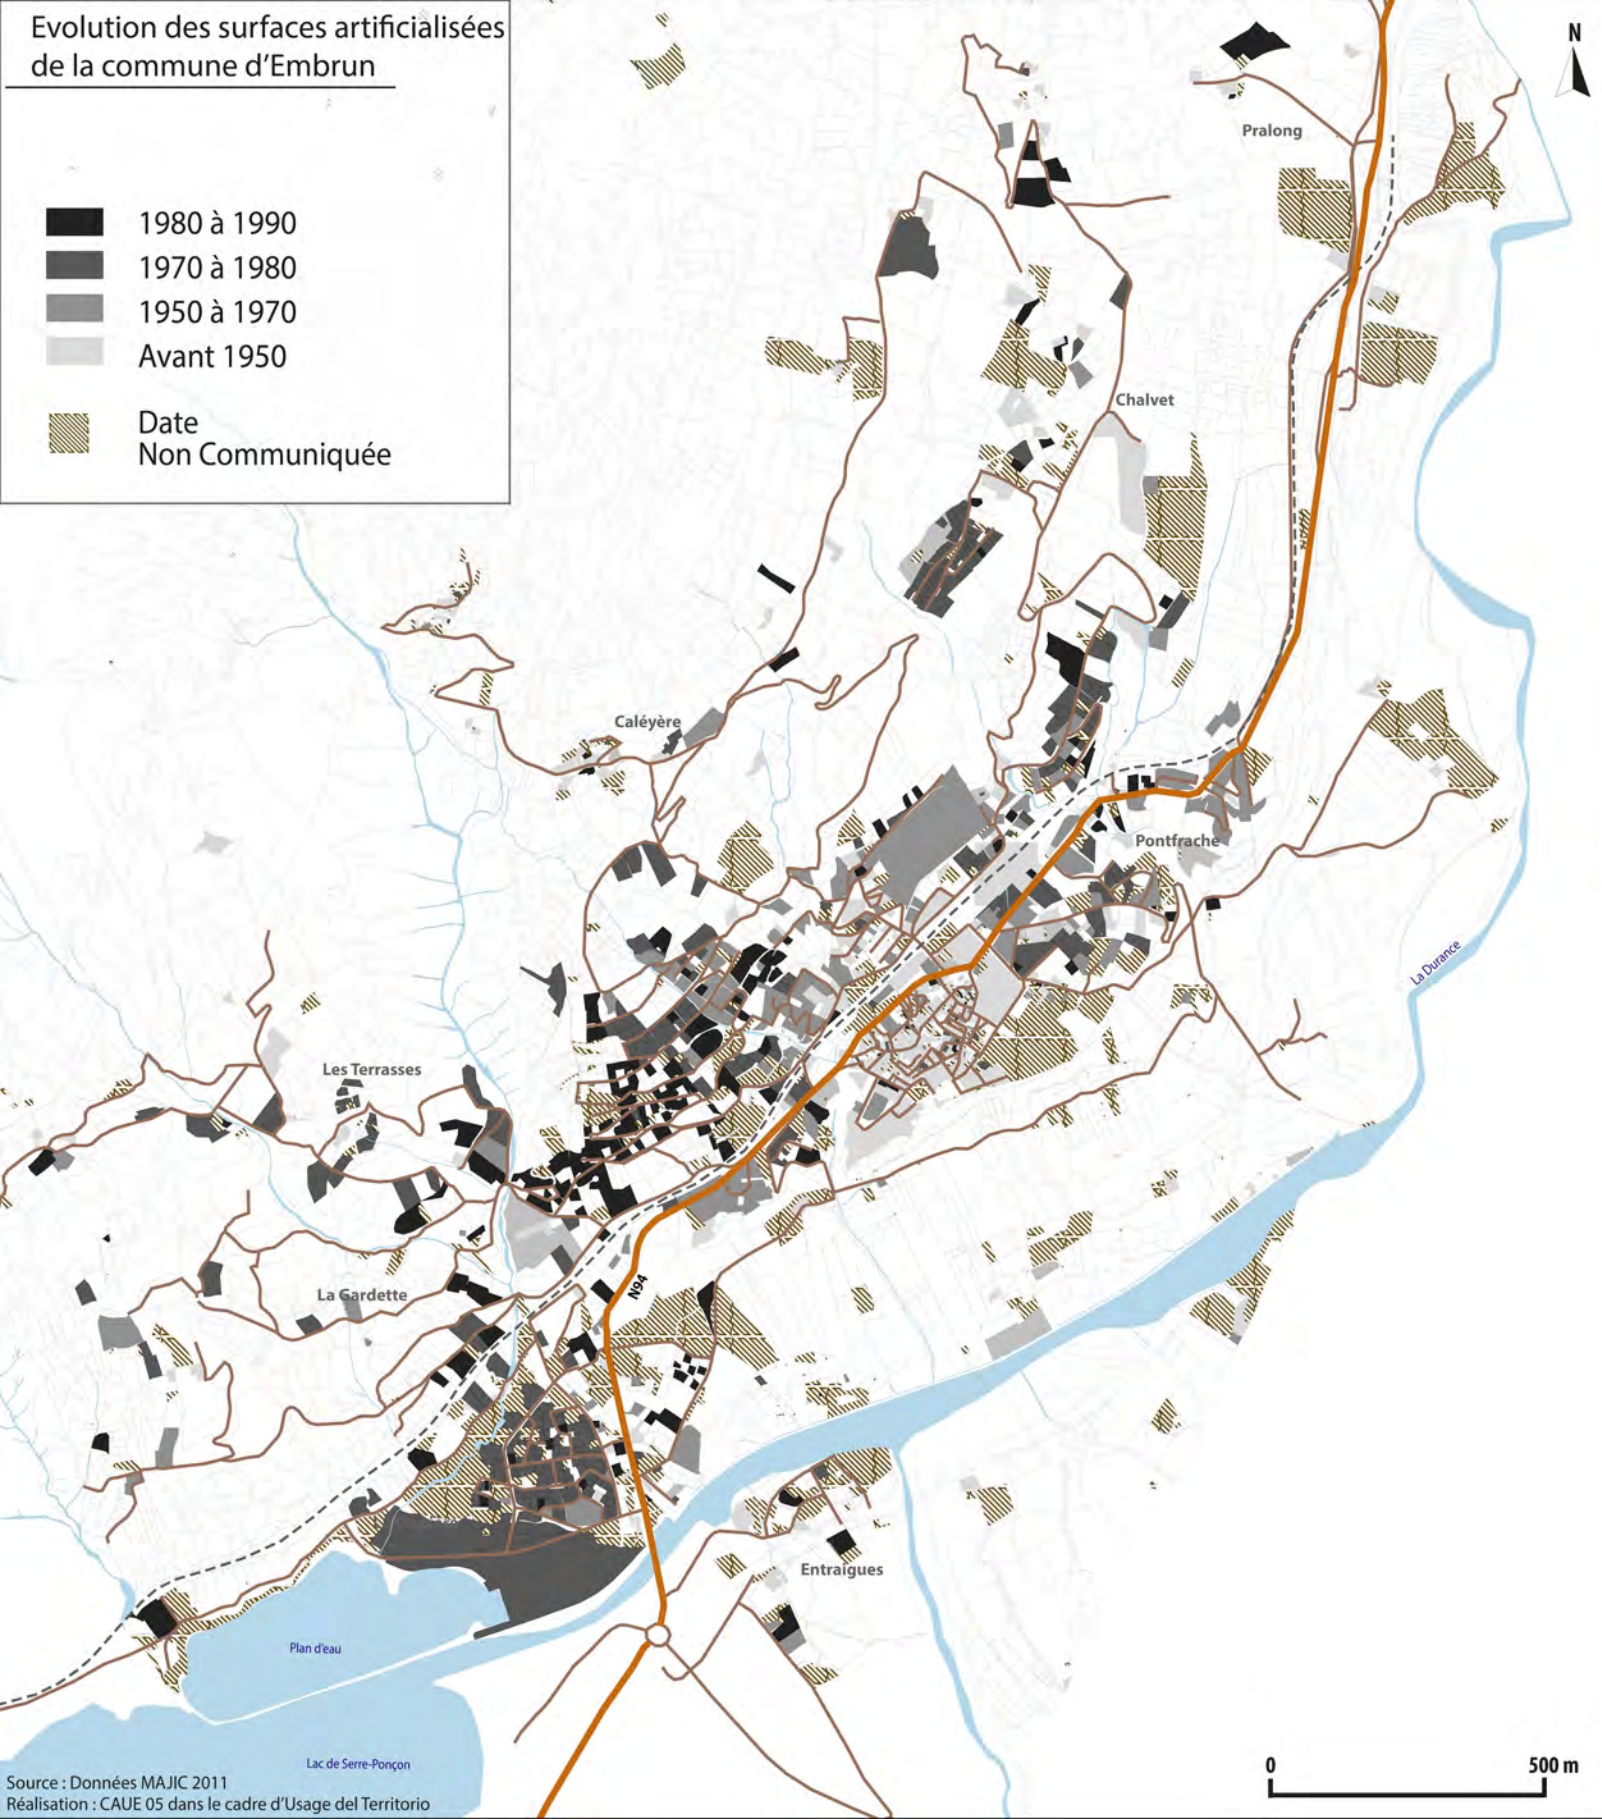 Evolution des surfaces artificialisées
de la commune d'Embrun
1980 à 1990
1970 à 1980
1950 à 1970
Avant 1950
Date
Non Communiquée
N
Pralong
Chalvet
Caléyère
Pontfrache
La Durance
Les Terrasses
La Gardette
N94
Entraigues
Plan d'eau
Lac de Serre-Ponçon
0 500 m
Source : Données MAJIC 2011
Réalisation : CAUE 05 dans le cadre d'Usage del Territorio